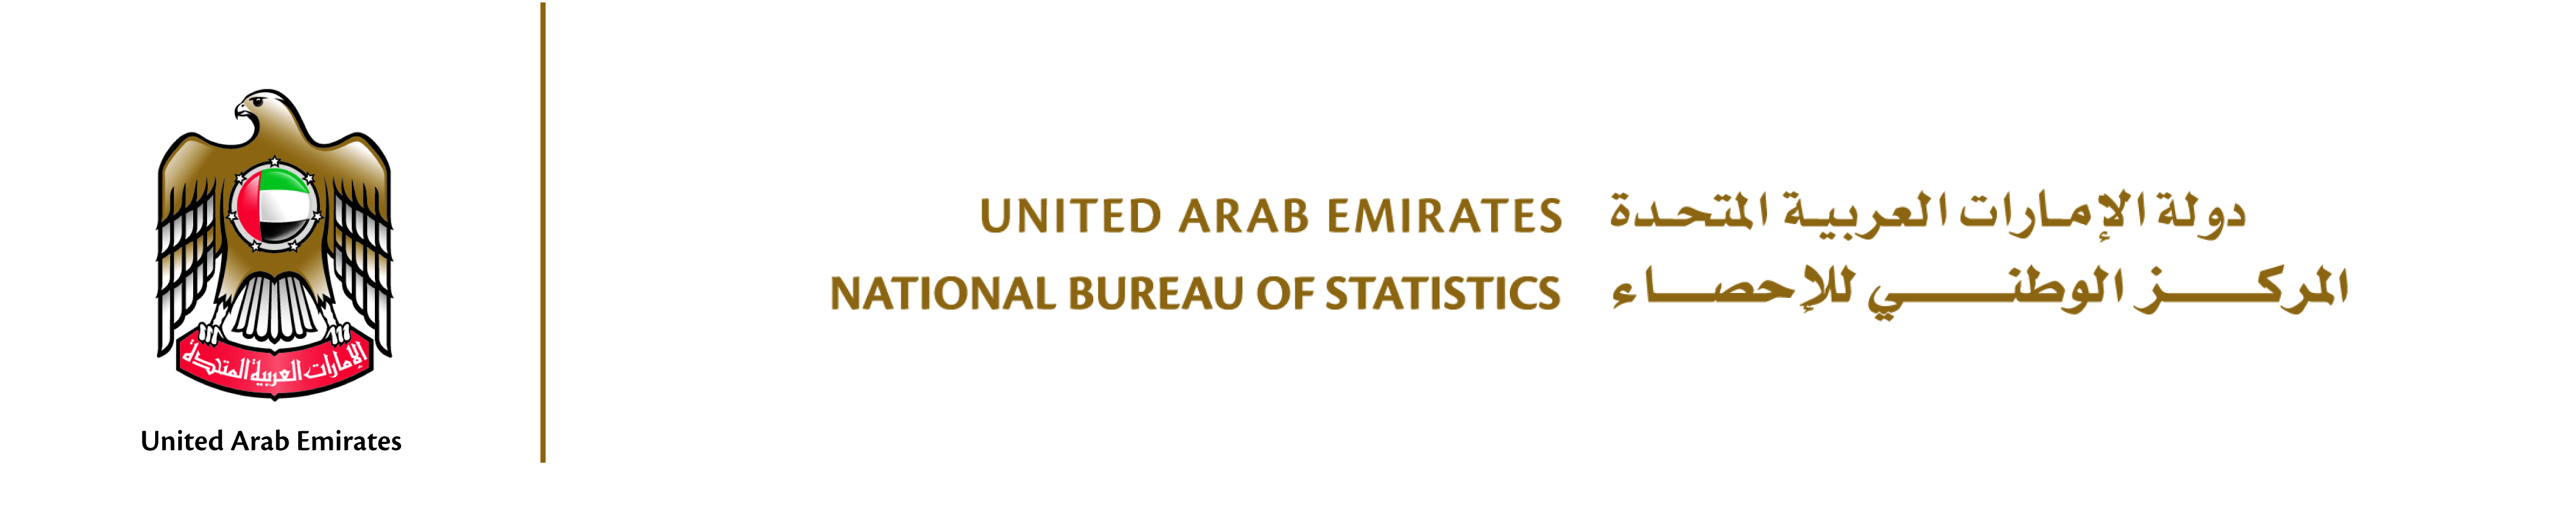 الإمارات العربية المتحدة
United Arab Emirates
UNITED ARAB EMIRATES
NATIONAL BUREAU OF STATISTICS
دولة الإمارات العربية المتحدة
المركز الوطني للإحصاء